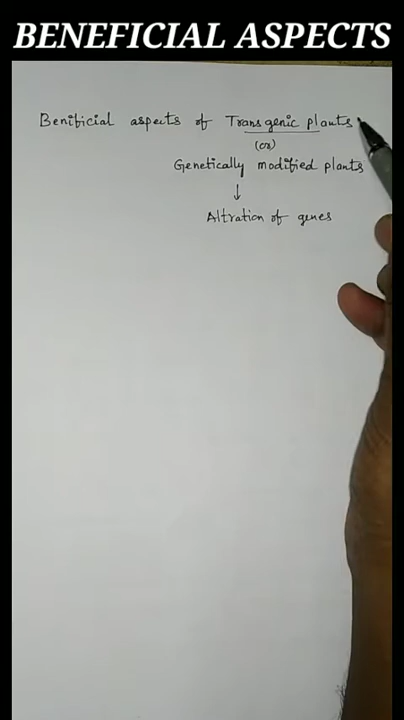 BENEFICIAL ASPECTS
Benificial aspects of Transgenic plants
(or)
Genetically modified plants
↓
Altration of genes